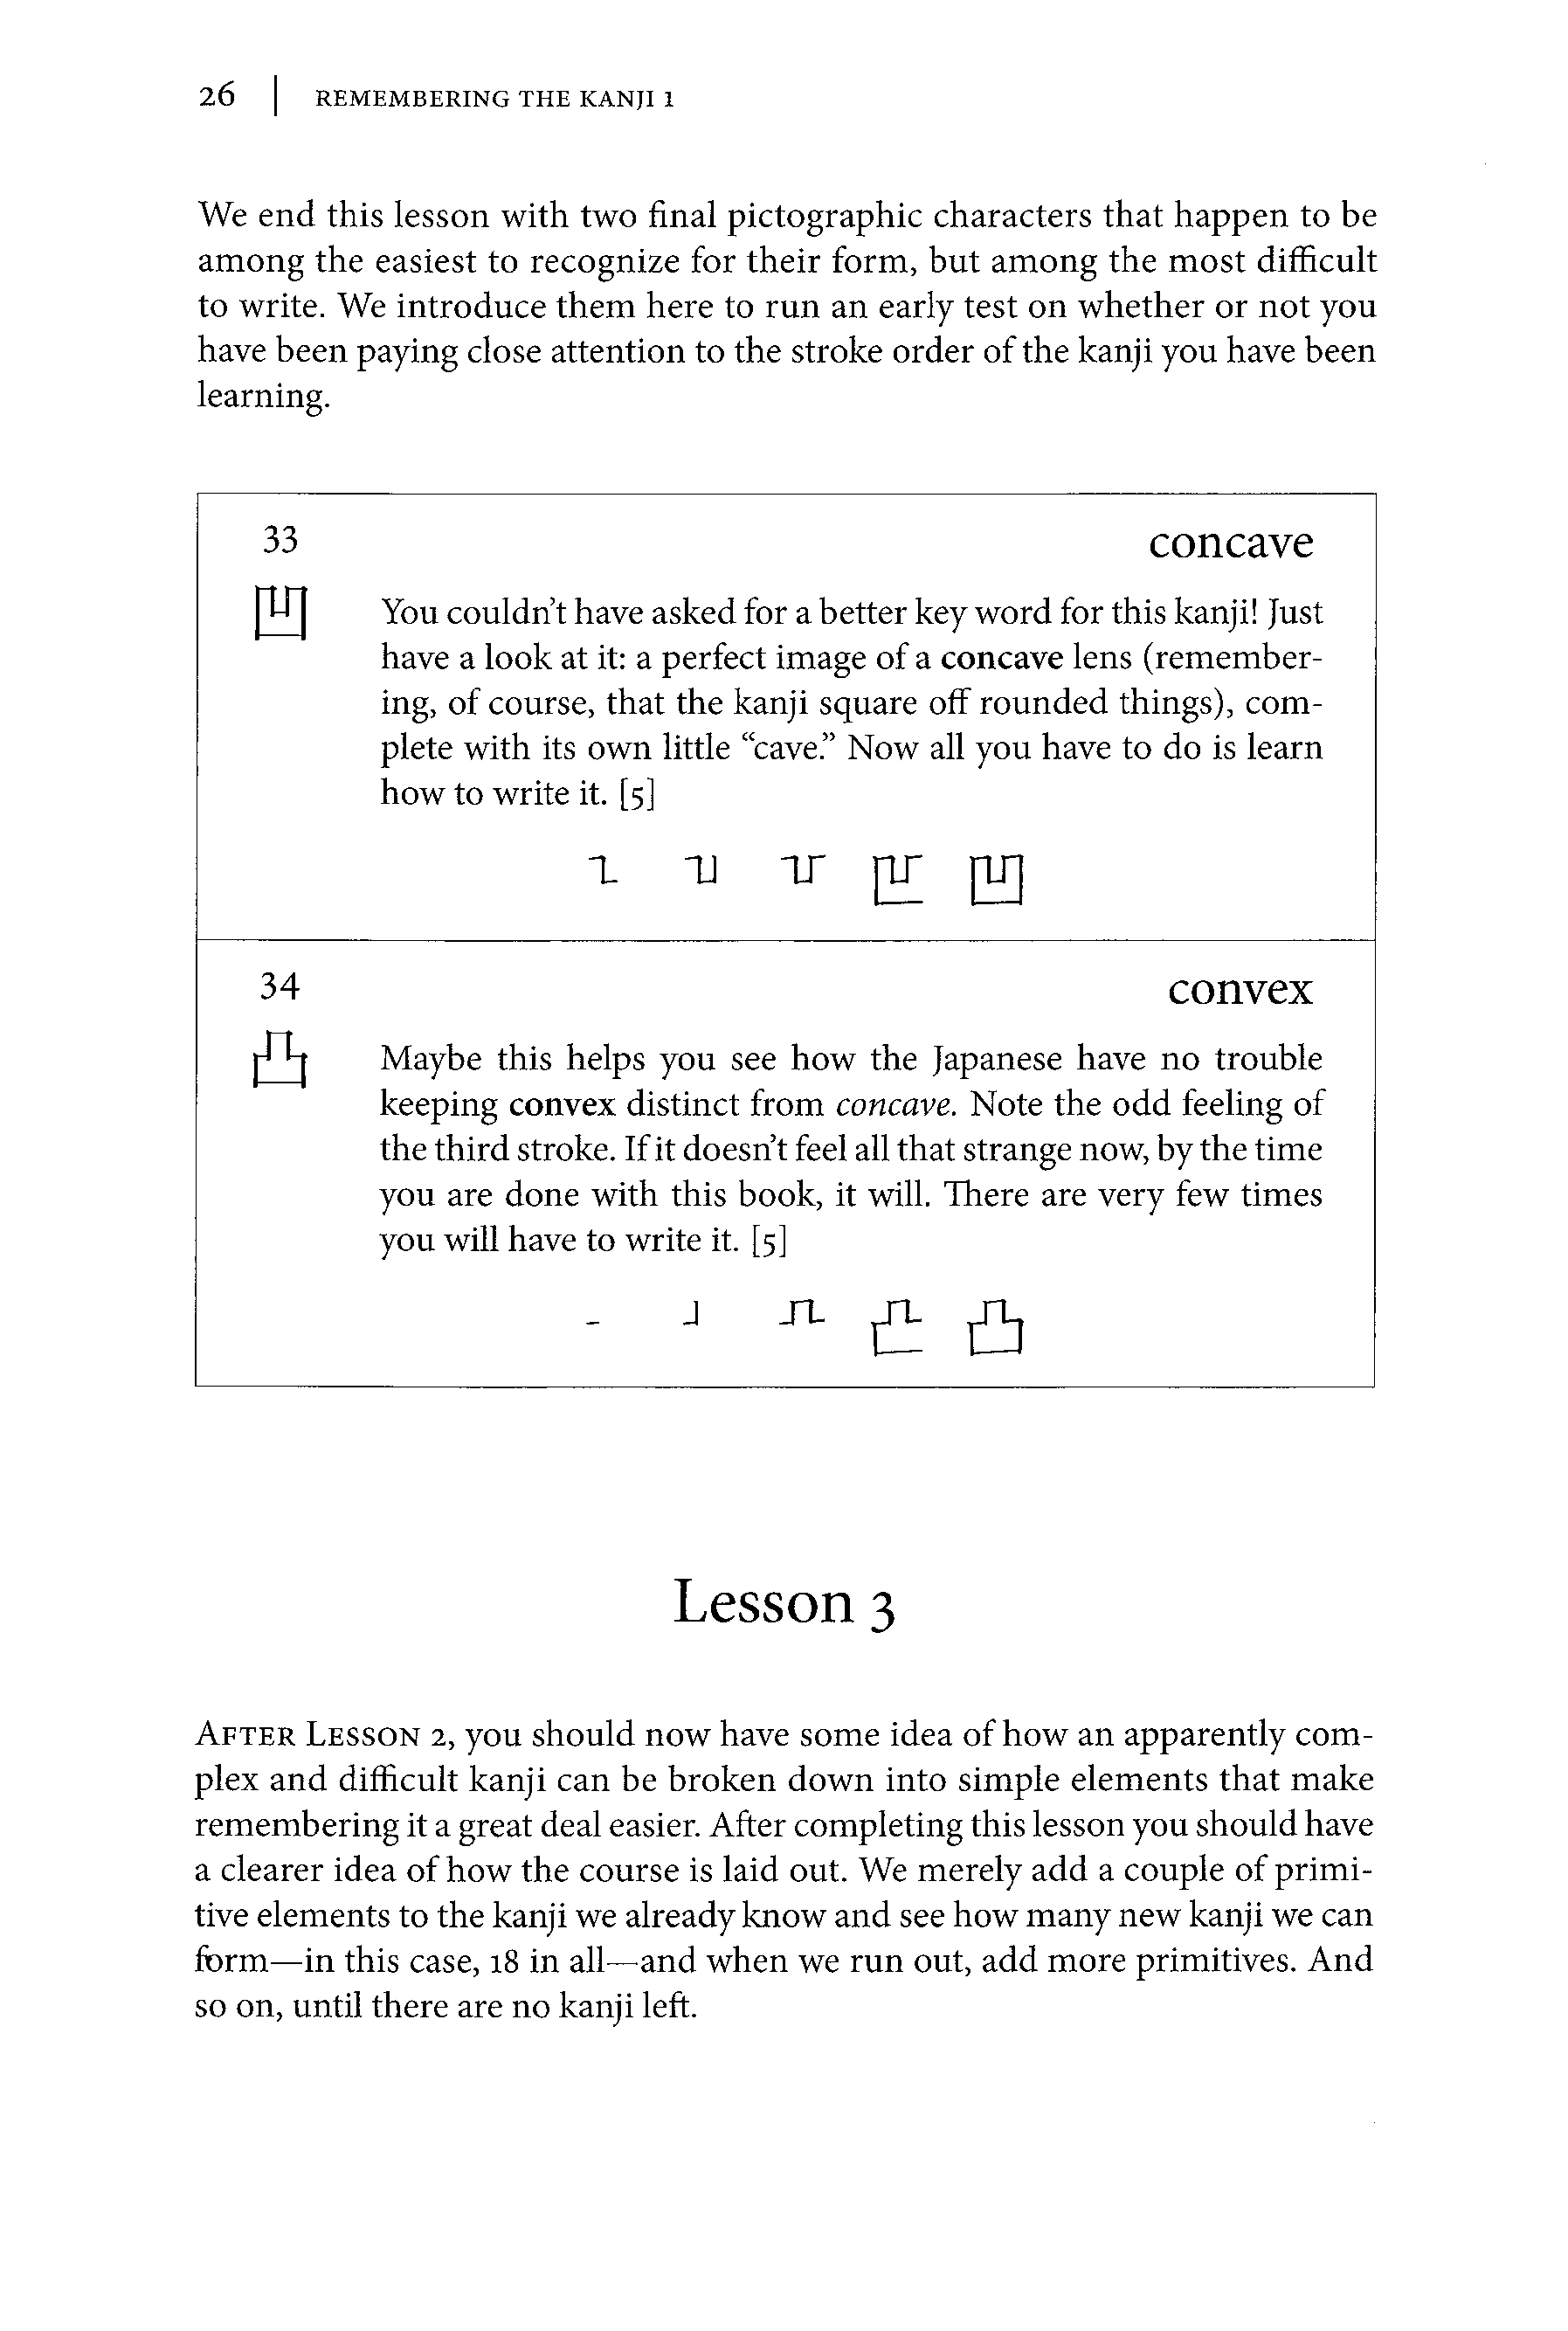 26 | REMEMBERING THE KANJI 1
We end this lesson with two final pictographic characters that happen to be
among the easiest to recognize for their form, but among the most difficult
to write. We introduce them here to run an early test on whether or not you
have been paying close attention to the stroke order of the kanji you have been
learning.
33 concave
凹 You couldn’t have asked for a better key word for this kanji! Just
have a look at it: a perfect image of a concave lens (remember-
ing, of course, that the kanji square off rounded things), com-
plete with its own little “cave.” Now all you have to do is learn
how to write it. [5]
34 convex
凸 Maybe this helps you see how the Japanese have no trouble
keeping convex distinct from concave. Note the odd feeling of
the third stroke. If it doesn’t feel all that strange now, by the time
you are done with this book, it will. There are very few times
you will have to write it. [5]
Lesson 3
After Lesson 2, you should now have some idea of how an apparently com-
plex and difficult kanji can be broken down into simple elements that make
remembering it a great deal easier. After completing this lesson you should have
a clearer idea of how the course is laid out. We merely add a couple of primi-
tive elements to the kanji we already know and see how many new kanji we can
form—in this case, 18 in all—and when we run out, add more primitives. And
so on, until there are no kanji left.